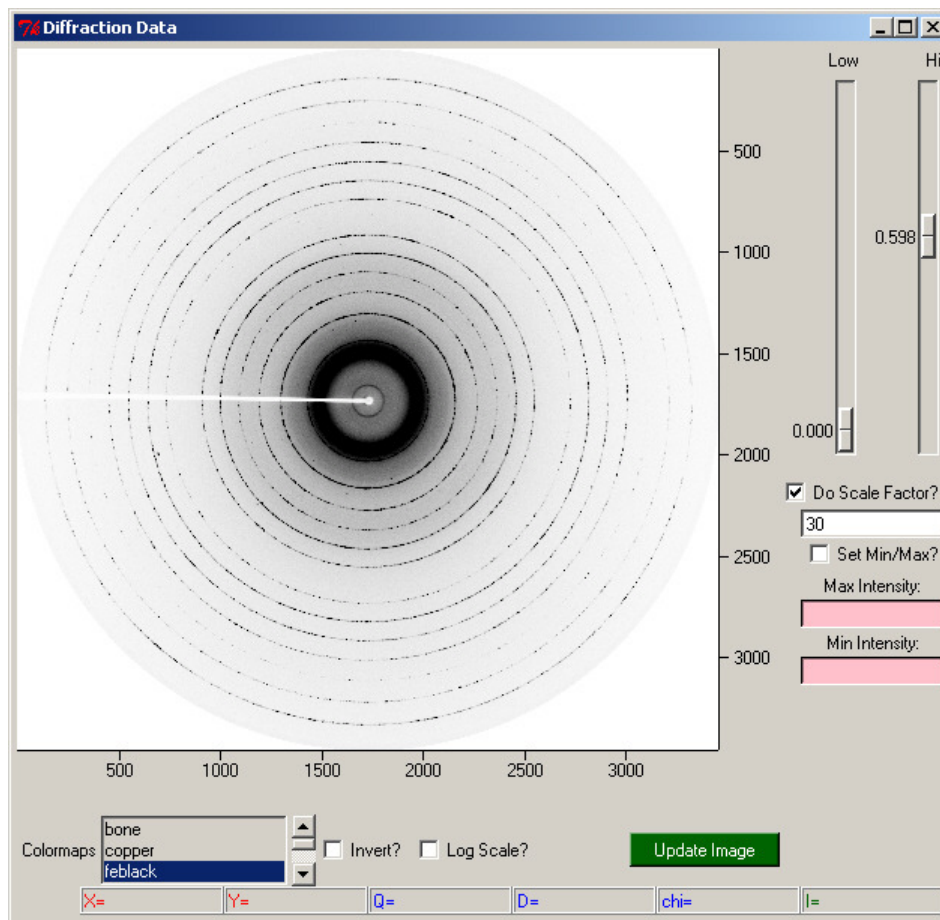 Diffraction Data
Low
Hi
500
1000
1500
2000
2500
3000
0.598
0.000
Do Scale Factor?
30
Set Min/Max?
Max Intensity:
Min Intensity:
500
1000
1500
2000
2500
3000
Colormaps
bone
copper
feblack
Invert?
Log Scale?
Update Image
X=
Y=
Q=
D=
chi=
I=